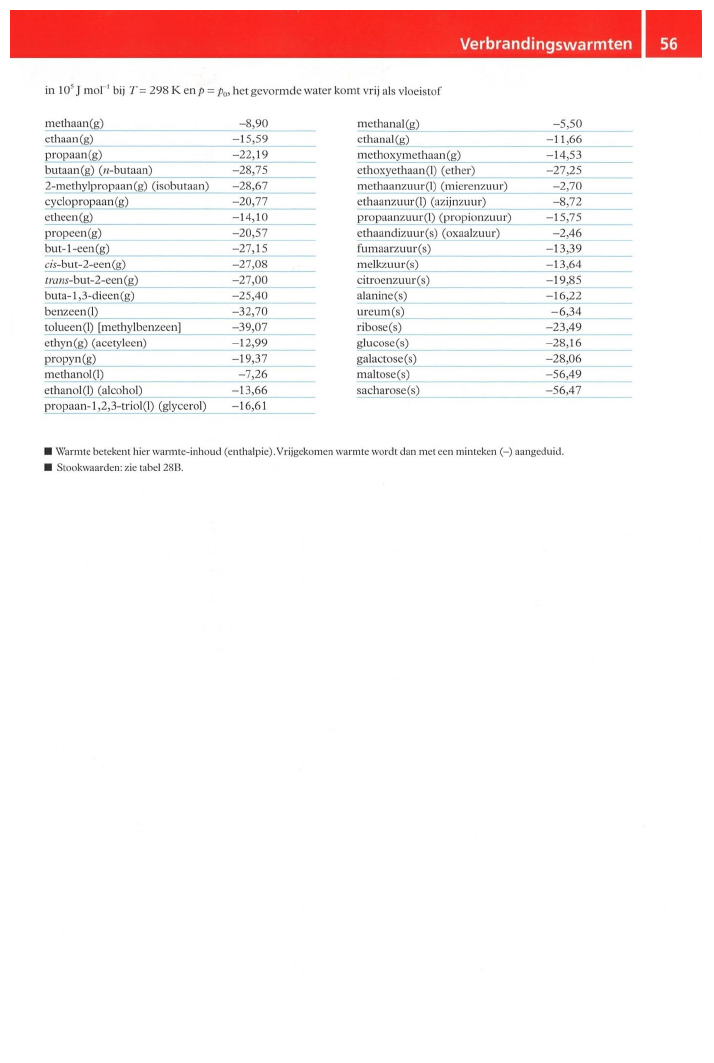 Verbrandingswarmten 56
in 10⁵ J mol⁻¹ bij T = 298 K en p = p₀, het gevormde water komt vrij als vloeistof
methaan(g) −8,90
ethaan(g) −15,59
propaan(g) −22,19
butaan(g) (n-butaan) −28,75
2-methylpropaan(g) (isobutaan) −28,67
cyclopropaan(g) −20,77
etheen(g) −14,10
propeen(g) −20,57
but-1-een(g) −27,15
cis-but-2-een(g) −27,08
trans-but-2-een(g) −27,00
buta-1,3-dieen(g) −25,40
benzeen(l) −32,70
tolueen(l) [methylbenzeen] −39,07
ethyn(g) (acetyleen) −12,99
propyn(g) −19,37
methanol(l) −7,26
ethanol(l) (alcohol) −13,66
propaan-1,2,3-triol(l) (glycerol) −16,61
methanal(g) −5,50
ethanal(g) −11,66
methoxymethaan(g) −14,53
ethoxyethaan(l) (ether) −27,25
methaanzuur(l) (mierenzuur) −2,70
ethaanzuur(l) (azijnzuur) −8,72
propaanzuur(l) (propionzuur) −15,75
ethaandizuur(s) (oxaalzuur) −2,46
fumaarzuur(s) −13,39
melkzuur(s) −13,64
citroenzuur(s) −19,85
alanine(s) −16,22
ureum(s) −6,34
ribose(s) −23,49
glucose(s) −28,16
galactose(s) −28,06
maltose(s) −56,49
sacharose(s) −56,47
■ Warmte betekent hier warmte-inhoud (enthalpie). Vrijgekomen warmte wordt dan met een minteken (−) aangeduid.
■ Stookwaarden: zie tabel 28B.